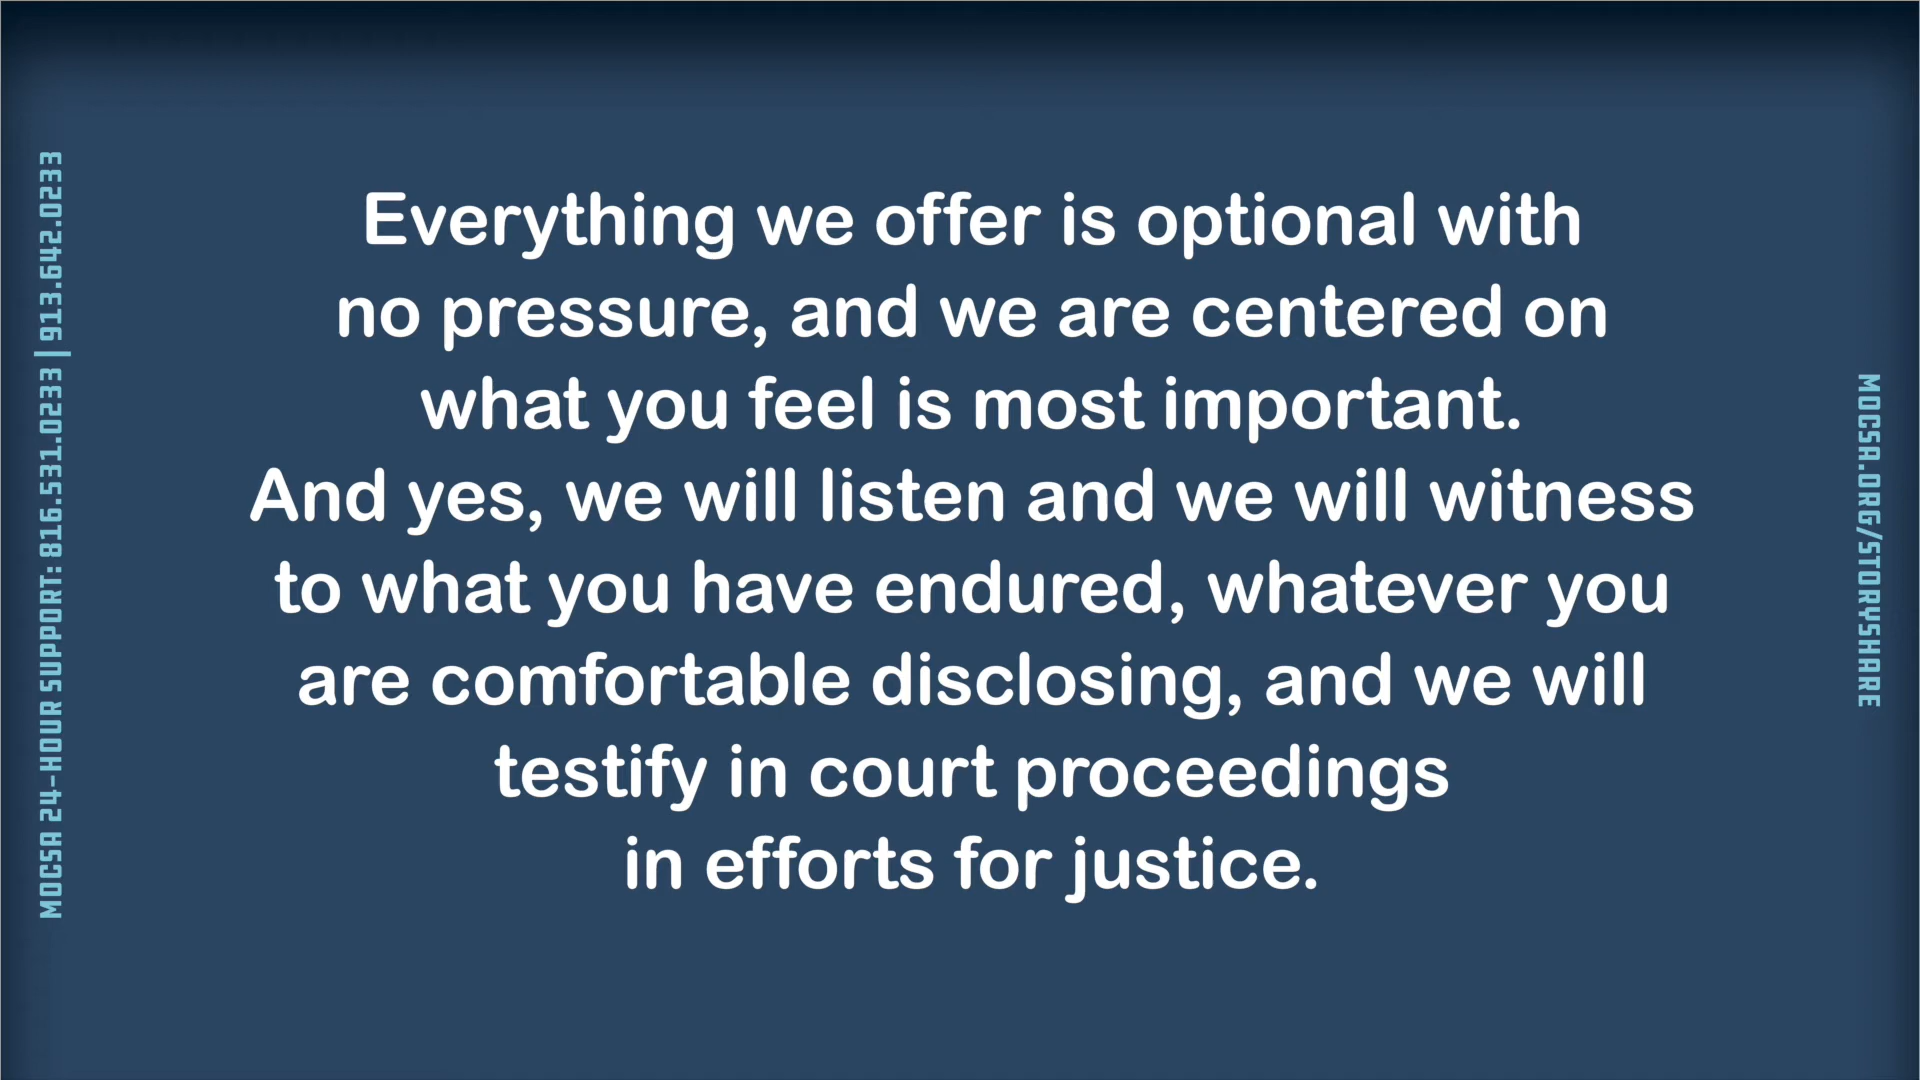 MOCSA 24-HOUR SUPPORT: 816.531.0233 | 913.642.0233
Everything we offer is optional with
no pressure, and we are centered on
what you feel is most important.
And yes, we will listen and we will witness
to what you have endured, whatever you
are comfortable disclosing, and we will
testify in court proceedings
in efforts for justice.
MOCSA.ORG/STORYSHARE